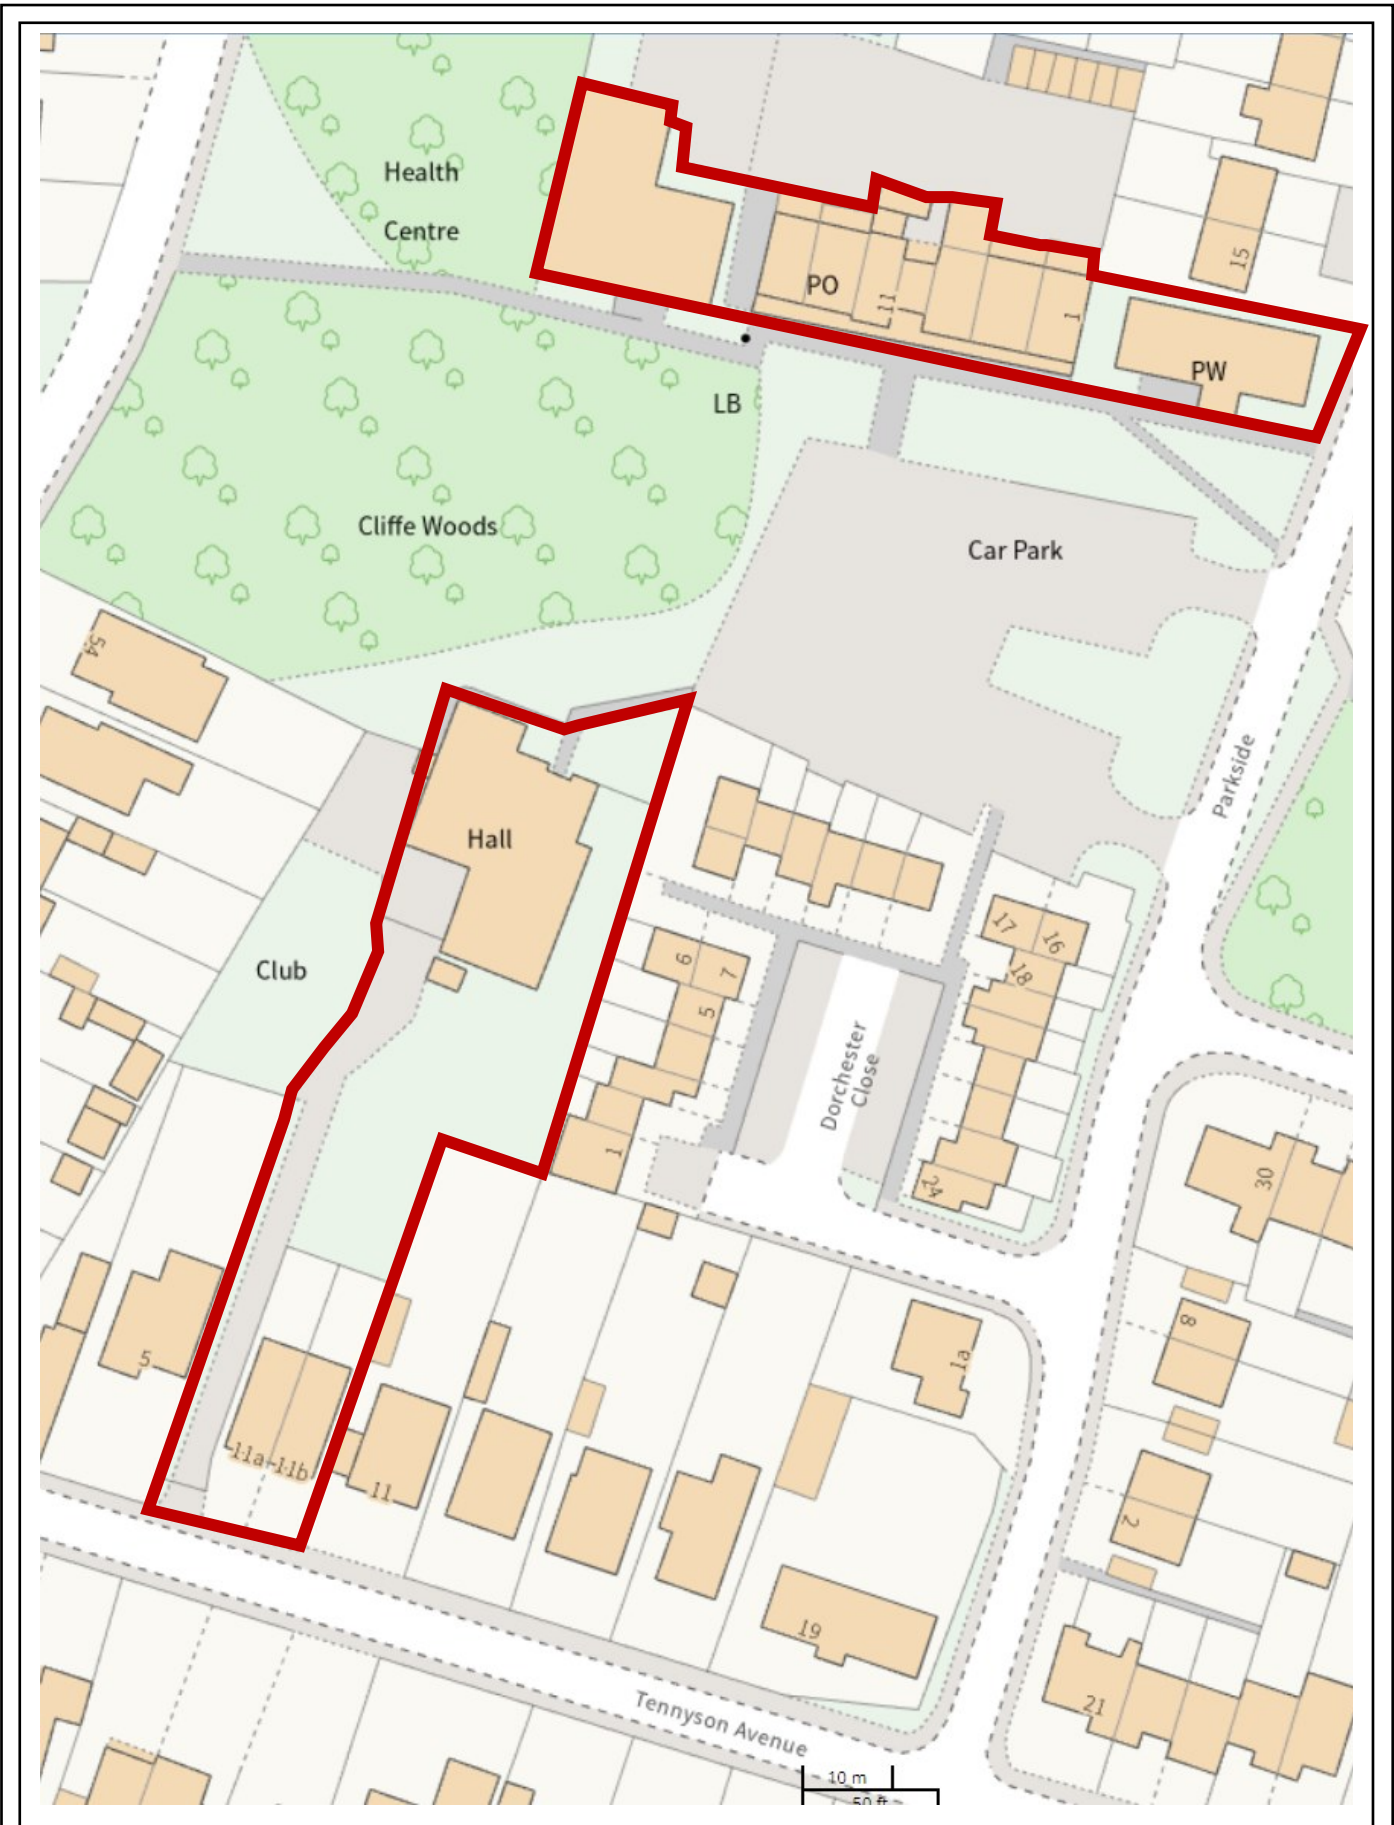 Health
Centre
15
PO
11
1
PW
LB
Cliffe Woods
Car Park
54
Parkside
Hall
17
16
18
Club
6
7
5
Dorchester
Close
1
24
30
8
5
1a
11a-11b
11
2
19
21
Tennyson Avenue
10 m
50 ft